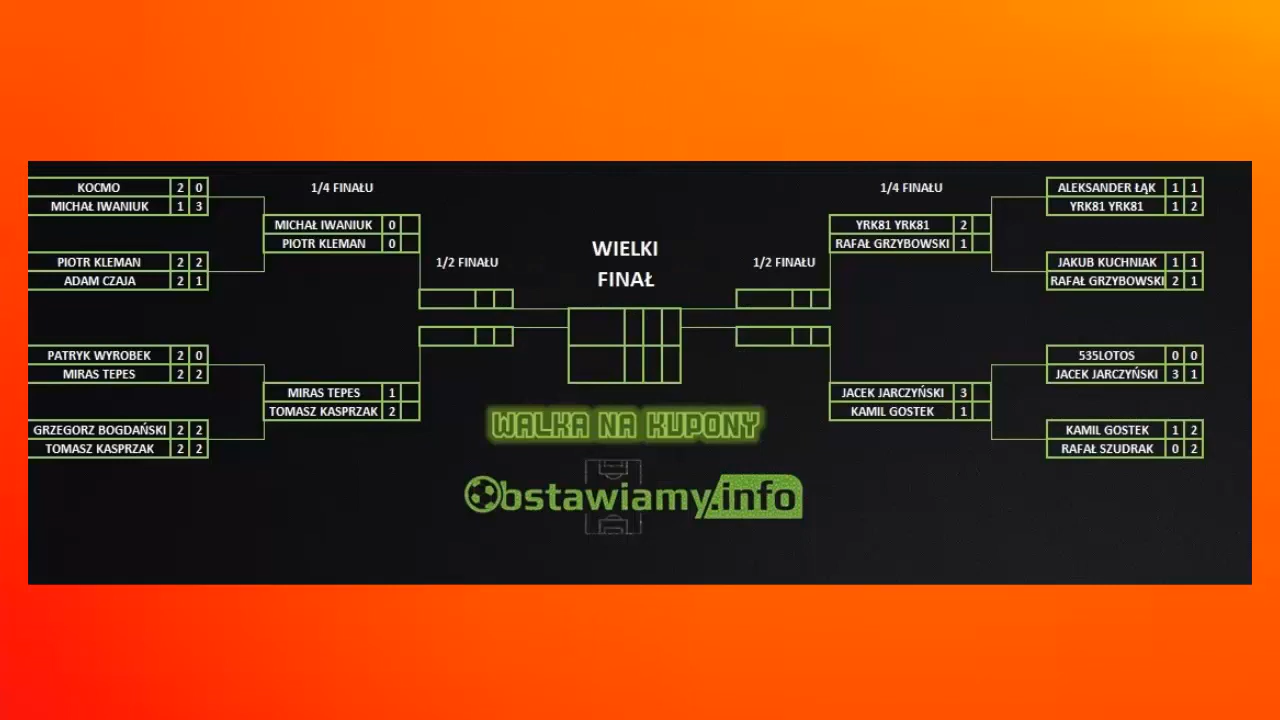 KOCMO 2 0
MICHAŁ IWANIUK 1 3
PIOTR KLEMAN 2 2
ADAM CZAJA 2 1
PATRYK WYROBEK 2 0
MIRAS TEPES 2 2
GRZEGORZ BOGDAŃSKI 2 2
TOMASZ KASPRZAK 2 2
1/4 FINAŁU
MICHAŁ IWANIUK 0
PIOTR KLEMAN 0
MIRAS TEPES 1
TOMASZ KASPRZAK 2
1/2 FINAŁU
WIELKI
FINAŁ
1/2 FINAŁU
1/4 FINAŁU
YRK81 YRK81 2
RAFAŁ GRZYBOWSKI 1
JACEK JARCZYŃSKI 3
KAMIL GOSTEK 1
ALEKSANDER ŁĄK 1 1
YRK81 YRK81 1 2
JAKUB KUCHNIAK 1 1
RAFAŁ GRZYBOWSKI 2 1
535LOTOS 0 0
JACEK JARCZYŃSKI 3 1
KAMIL GOSTEK 1 2
RAFAŁ SZUDRAK 0 2
WALKA NA KUPONY
Obstawiamy.info